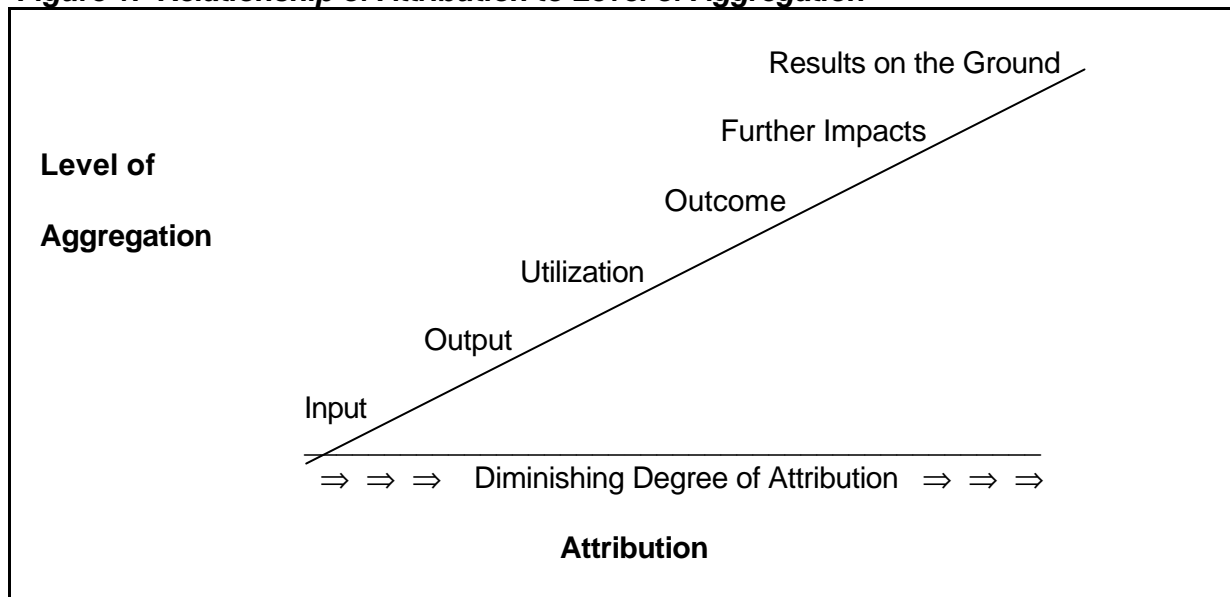 Figure 1. Relationship of Attribution to Level of Aggregation
Results on the Ground
Further Impacts
Level of
Outcome
Aggregation
Utilization
Output
Input
⇒ ⇒ ⇒ Diminishing Degree of Attribution ⇒ ⇒ ⇒
Attribution